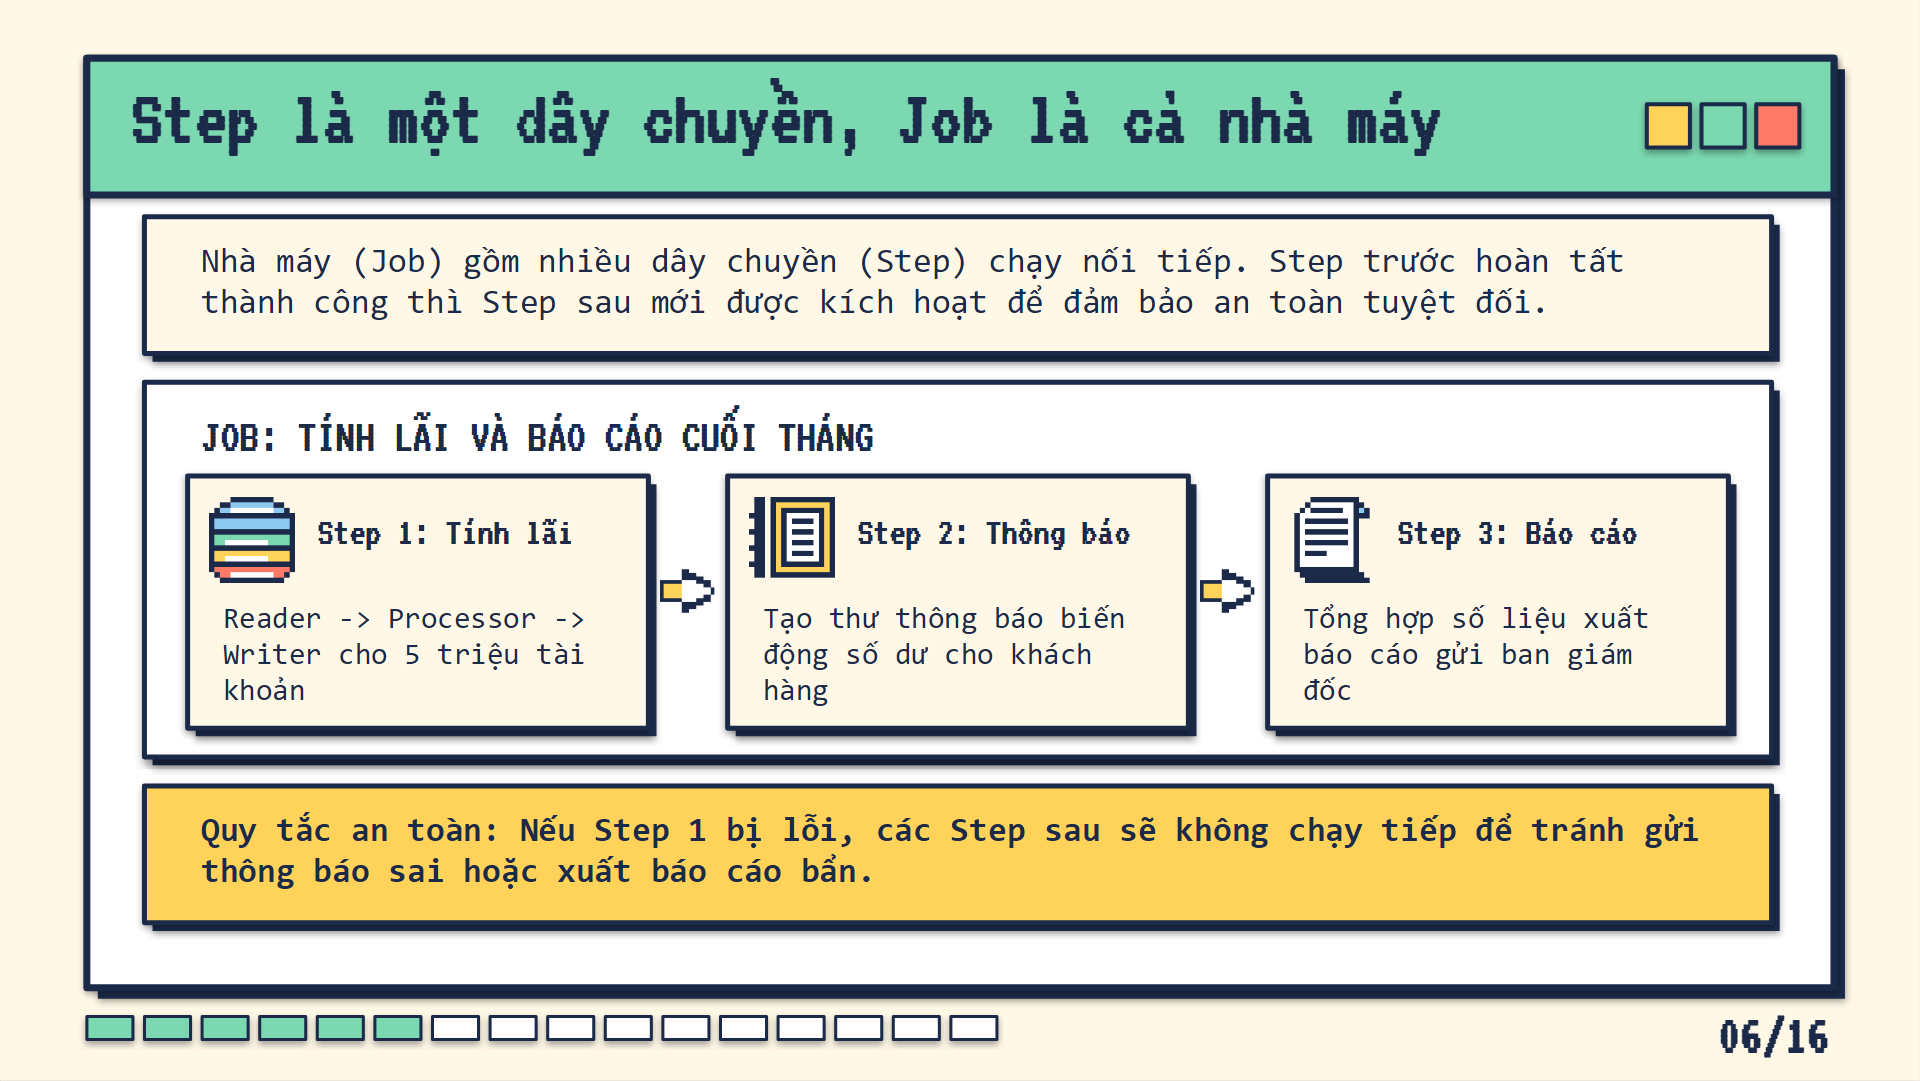 Step là một dây chuyền, Job là cả nhà máy
Nhà máy (Job) gồm nhiều dây chuyền (Step) chạy nối tiếp. Step trước hoàn tất
thành công thì Step sau mới được kích hoạt để đảm bảo an toàn tuyệt đối.
JOB: TÍNH LÃI VÀ BÁO CÁO CUỐI THÁNG
Step 1: Tính lãi
Reader -> Processor ->
Writer cho 5 triệu tài
khoản
Step 2: Thông báo
Tạo thư thông báo biến
động số dư cho khách
hàng
Step 3: Báo cáo
Tổng hợp số liệu xuất
báo cáo gửi ban giám
đốc
Quy tắc an toàn: Nếu Step 1 bị lỗi, các Step sau sẽ không chạy tiếp để tránh gửi
thông báo sai hoặc xuất báo cáo bẩn.
06/16